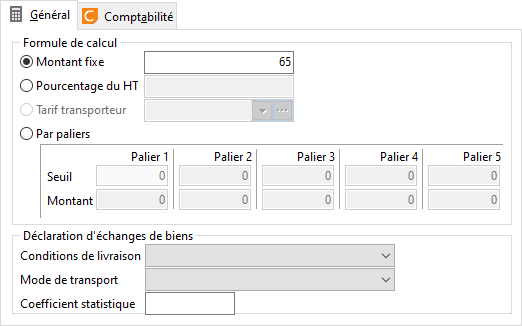 Général Comptabilité
Formule de calcul
Montant fixe 65
Pourcentage du HT
Tarif transporteur
Par paliers
Palier 1 Palier 2 Palier 3 Palier 4 Palier 5
Seuil 0 0 0 0 0
Montant 0 0 0 0 0
Déclaration d'échanges de biens
Conditions de livraison
Mode de transport
Coefficient statistique